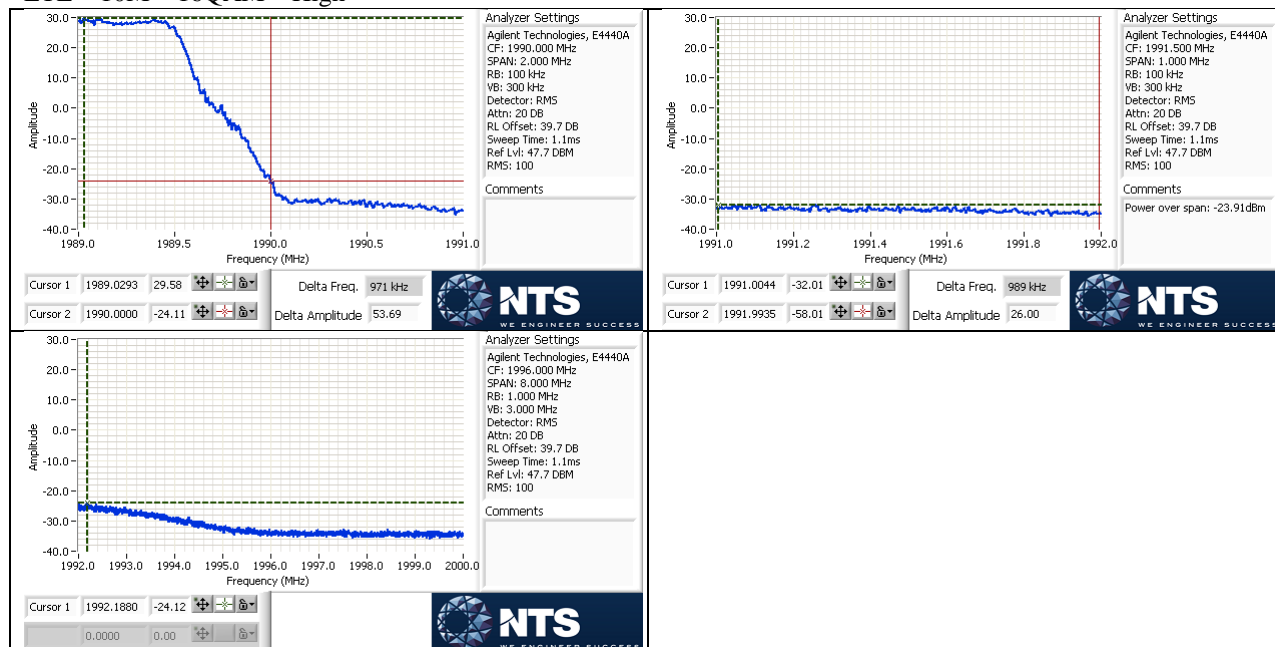 30.0
20.0
10.0
0.0
-10.0
-20.0
-30.0
-40.0
Amplitude
1989.0 1989.5 1990.0 1990.5 1991.0
Frequency (MHz)
Analyzer Settings
Agilent Technologies, E4440A
CF: 1990.000 MHz
SPAN: 2.000 MHz
RB: 100 kHz
VB: 300 kHz
Detector: RMS
Attn: 20 DB
RL Offset: 39.7 DB
Sweep Time: 1.1ms
Ref Lvl: 47.7 DBM
RMS: 100
Comments
Cursor 1 1989.0293 29.58
Cursor 2 1990.0000 -24.11
Delta Freq. 971 kHz
Delta Amplitude 53.69
NTS
WE ENGINEER SUCCESS
30.0
20.0
10.0
0.0
-10.0
-20.0
-30.0
-40.0
Amplitude
1991.0 1991.2 1991.4 1991.6 1991.8 1992.0
Frequency (MHz)
Analyzer Settings
Agilent Technologies, E4440A
CF: 1991.500 MHz
SPAN: 1.000 MHz
RB: 100 kHz
VB: 300 kHz
Detector: RMS
Attn: 20 DB
RL Offset: 39.7 DB
Sweep Time: 1.1ms
Ref Lvl: 47.7 DBM
RMS: 100
Comments
Power over span: -23.91dBm
Cursor 1 1991.0044 -32.01
Cursor 2 1991.9935 -58.01
Delta Freq. 989 kHz
Delta Amplitude 26.00
NTS
WE ENGINEER SUCCESS
30.0
20.0
10.0
0.0
-10.0
-20.0
-30.0
-40.0
Amplitude
1992.0 1993.0 1994.0 1995.0 1996.0 1997.0 1998.0 1999.0 2000.0
Frequency (MHz)
Analyzer Settings
Agilent Technologies, E4440A
CF: 1996.000 MHz
SPAN: 8.000 MHz
RB: 1.000 MHz
VB: 3.000 MHz
Detector: RMS
Attn: 20 DB
RL Offset: 39.7 DB
Sweep Time: 1.1ms
Ref Lvl: 47.7 DBM
RMS: 100
Comments
Cursor 1 1992.1880 -24.12
0.0000 0.00
NTS